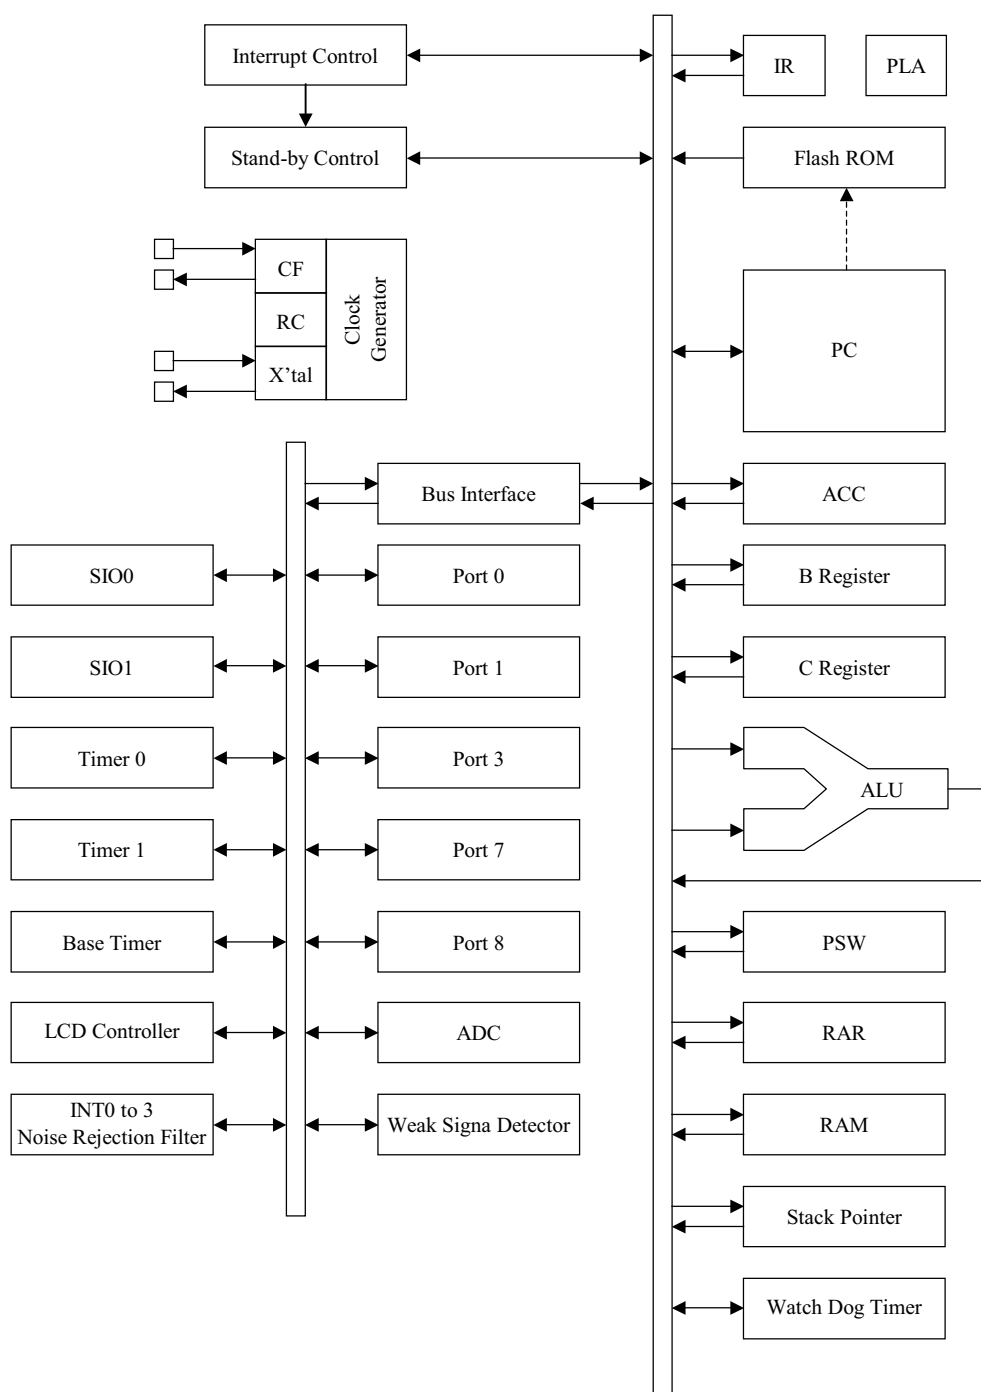 Interrupt Control
IR
PLA
Stand-by Control
Flash ROM
CF
RC
X'tal
Clock
Generator
PC
Bus Interface
ACC
SIO0
Port 0
B Register
SIO1
Port 1
C Register
Timer 0
Port 3
ALU
Timer 1
Port 7
Base Timer
Port 8
PSW
LCD Controller
ADC
RAR
INT0 to 3
Noise Rejection Filter
Weak Signa Detector
RAM
Stack Pointer
Watch Dog Timer